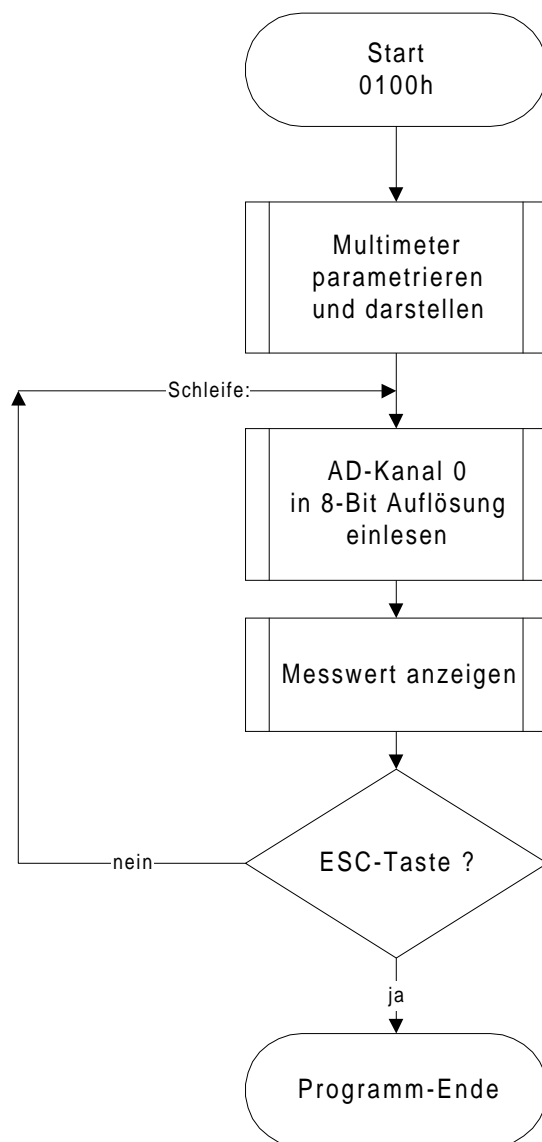 Start
0100h
Multimeter
parametrieren
und darstellen
Schleife:
AD-Kanal 0
in 8-Bit Auflösung
einlesen
Messwert anzeigen
nein
ESC-Taste ?
ja
Programm-Ende